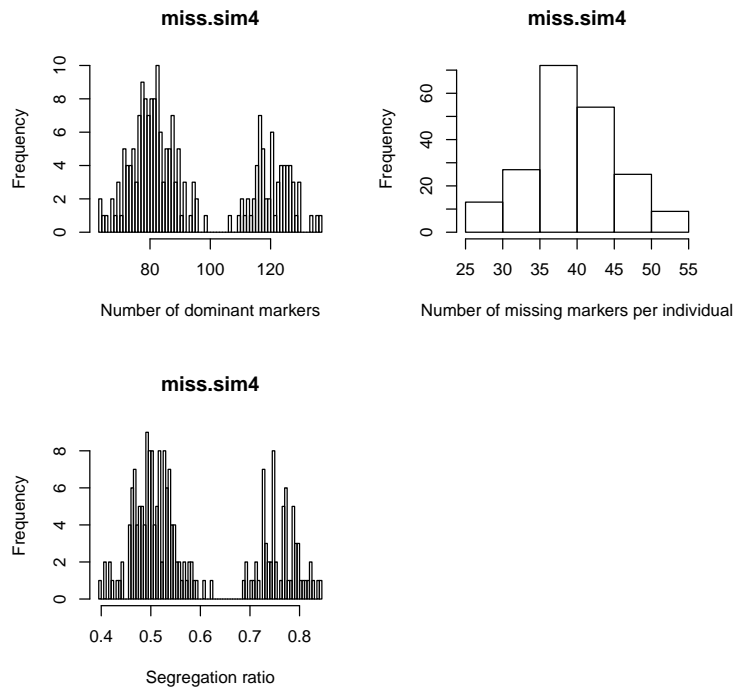 miss.sim4
miss.sim4
Frequency
0 2 4 6 8 10
80 100 120
Number of dominant markers
Frequency
0 20 40 60
25 30 35 40 45 50 55
Number of missing markers per individual
miss.sim4
Frequency
0 2 4 6 8
0.4 0.5 0.6 0.7 0.8
Segregation ratio